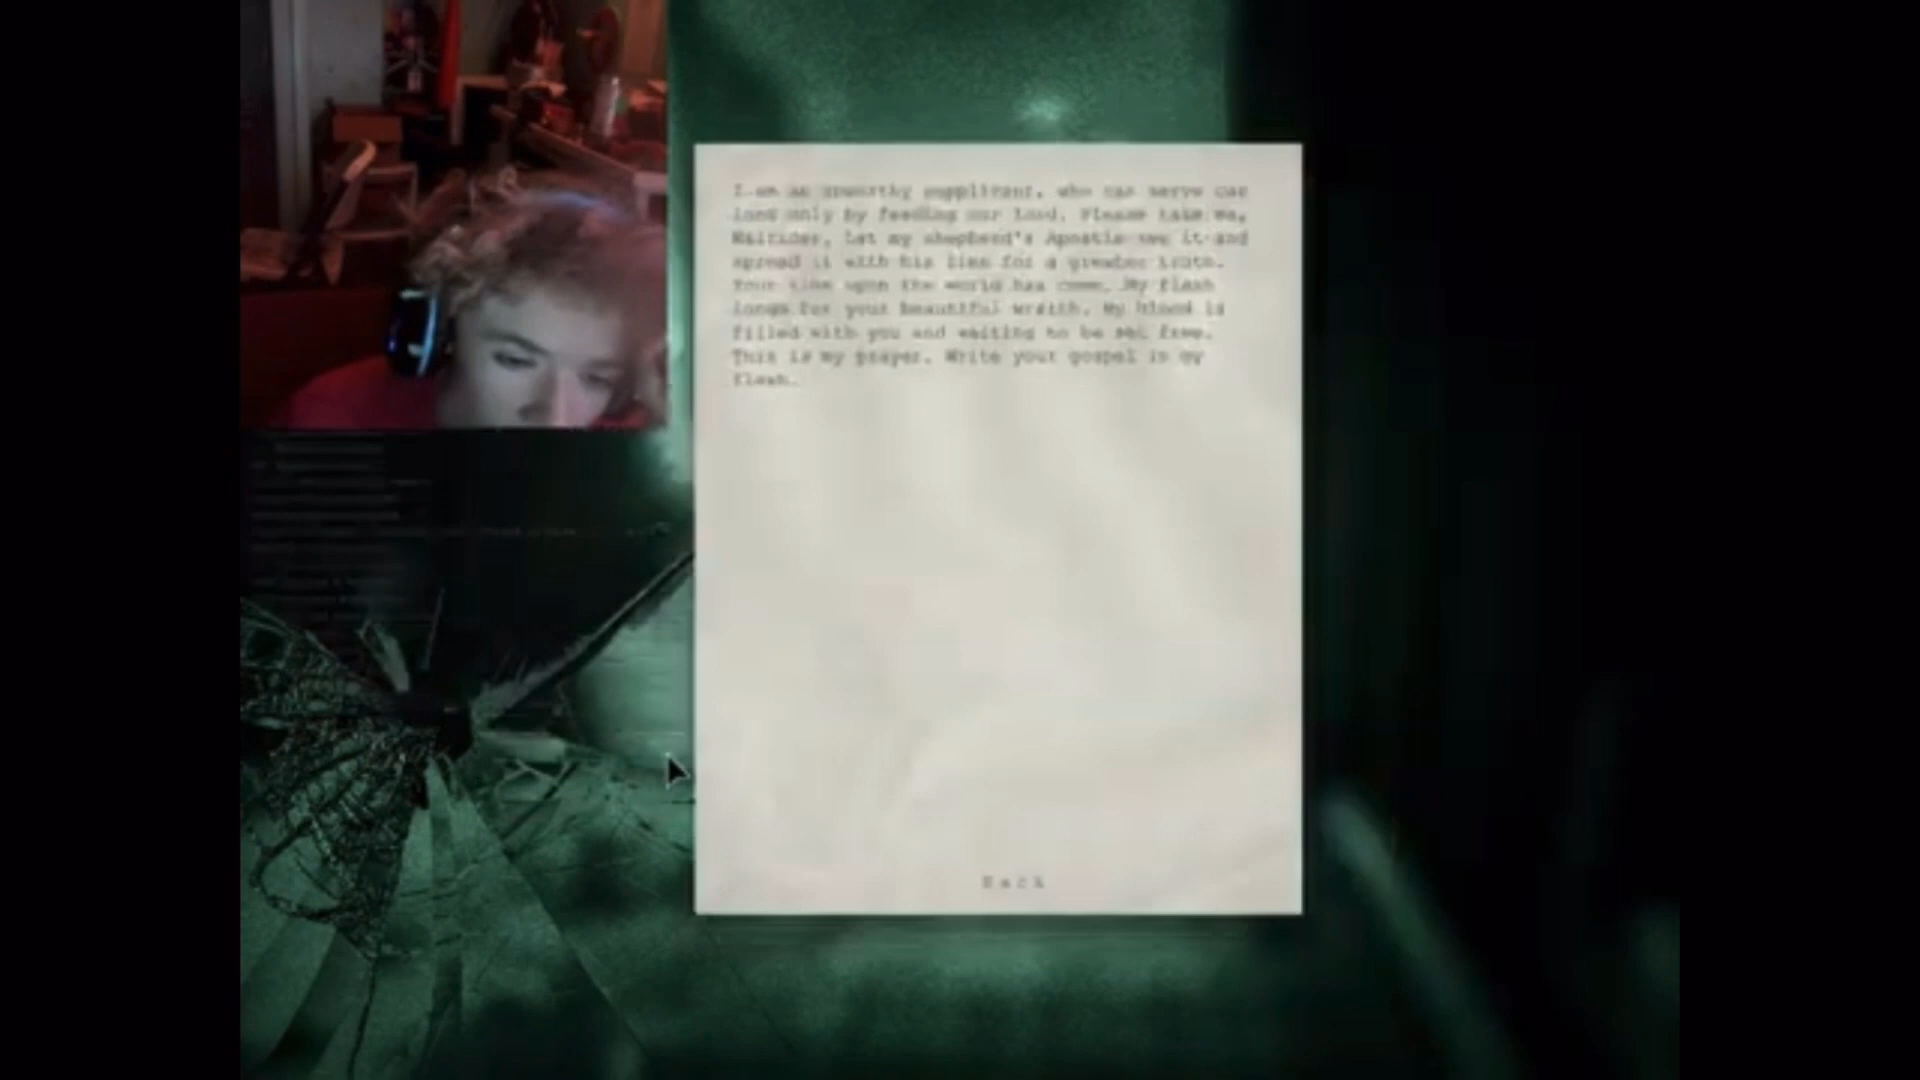 I am an unworthy supplicant, who can serve our
lord only by feeding our lord. Please take me,
Walrider. Let my shepherd's Apostle see it and
spread it with his lies for a greater truth.
Your time upon the world has come. My flesh
longs for your beautiful wraith. My blood is
filled with you and waiting to be set free.
This is my prayer. Write your gospel in my
flesh.
Back